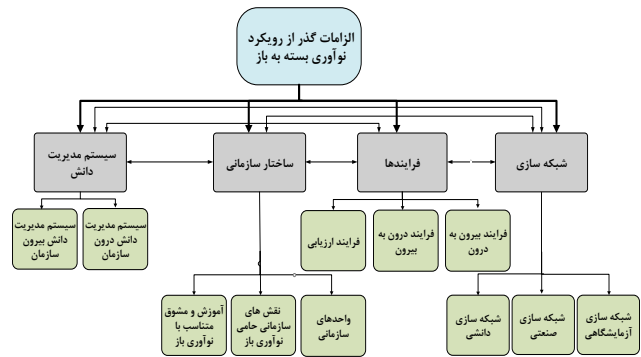 الزامات گذر از رویکرد
نوآوری بسته به باز
شبکه سازی
فرایندها
ساختار سازمانی
سیستم مدیریت
دانش
فرایند بیرون به
درون
فرایند درون به
بیرون
فرایند ارزیابی
سیستم مدیریت
دانش درون
سازمان
سیستم مدیریت
دانش بیرون
سازمان
شبکه سازی
آزمایشگاهی
شبکه سازی
صنعتی
شبکه سازی
دانشی
واحدهای
سازمانی
نقش های
سازمانی حامی
نوآوری باز
آموزش و مشوق
متناسب با
نوآوری باز